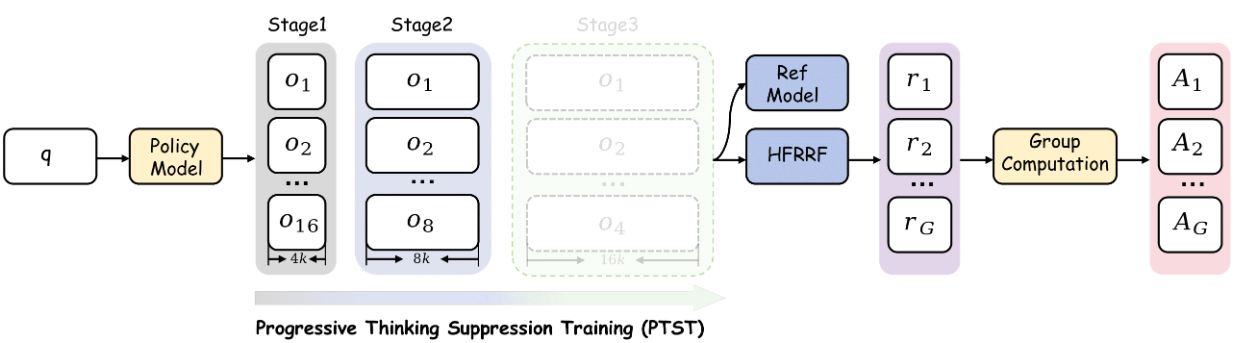 Stage1
Stage2
Stage3
q
Policy
Model
o1
o2
...
o16
4k
o1
o2
...
o8
8k
o1
o2
...
o4
16k
Ref
Model
HFRRF
r1
r2
...
rG
Group
Computation
A1
A2
...
AG
Progressive Thinking Suppression Training (PTST)